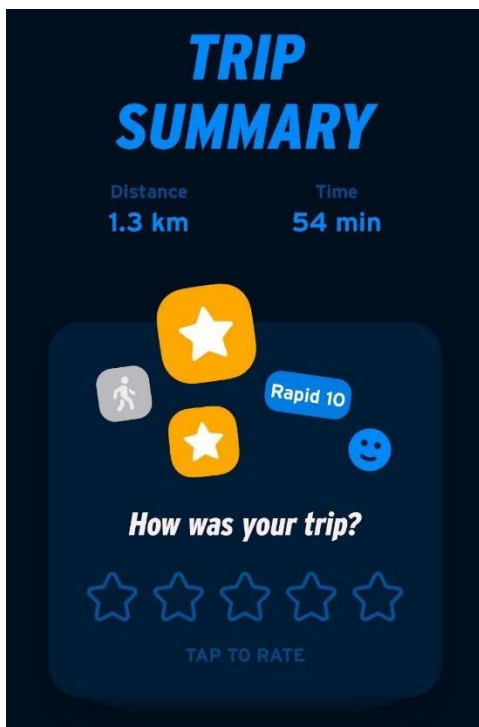 TRIP
SUMMARY
Distance
Time
1.3 km
54 min
Rapid 10
How was your trip?
TAP TO RATE